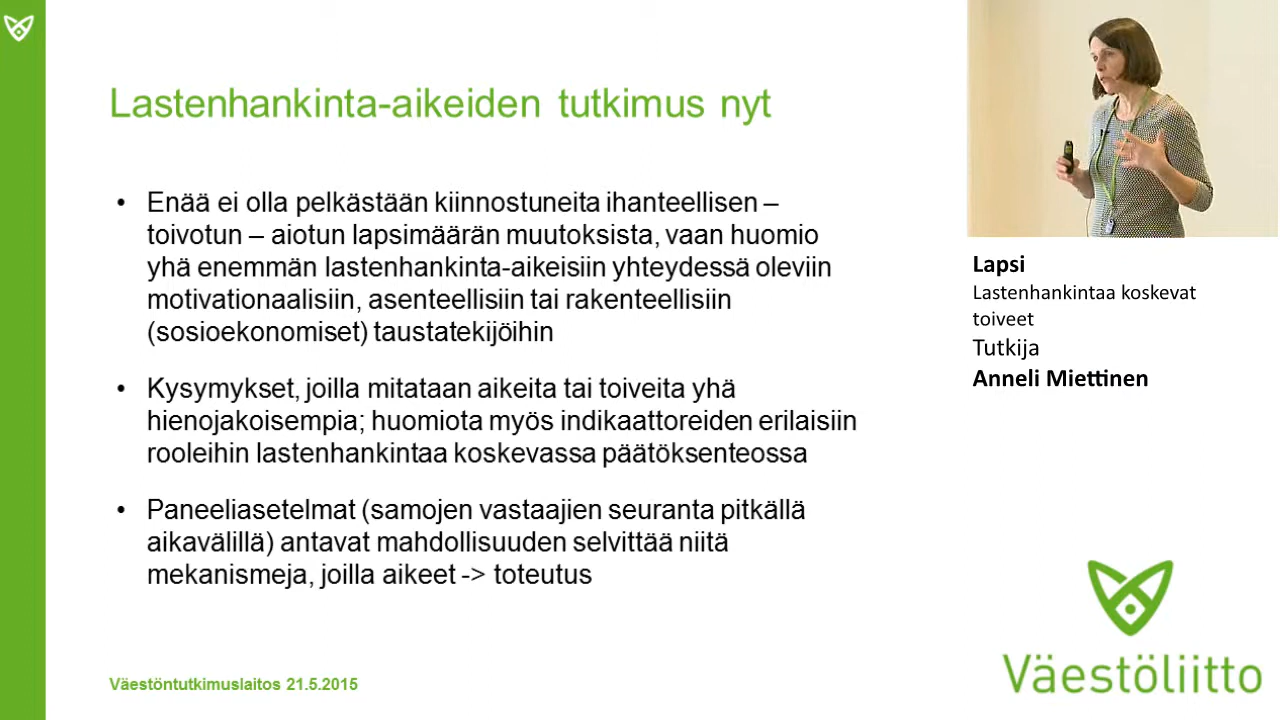 Lastenhankinta-aikeiden tutkimus nyt
• Enää ei olla pelkästään kiinnostuneita ihanteellisen –
toivotun – aiotun lapsimäärän muutoksista, vaan huomio
yhä enemmän lastenhankinta-aikeisiin yhteydessä oleviin
motivationaalisiin, asenteellisiin tai rakenteellisiin
(sosioekonomiset) taustatekijöihin
• Kysymykset, joilla mitataan aikeita tai toiveita yhä
hienojakoisempia; huomiota myös indikaattoreiden erilaisiin
rooleihin lastenhankintaa koskevassa päätöksenteossa
• Paneeliasetelmat (samojen vastaajien seuranta pitkällä
aikavälillä) antavat mahdollisuuden selvittää niitä
mekanismeja, joilla aikeet -> toteutus
Väestöntutkimuslaitos 21.5.2015
Lapsi
Lastenhankintaa koskevat
toiveet
Tutkija
Anneli Miettinen
Väestöliitto